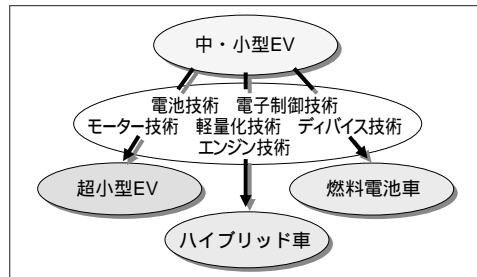 中・小型EV
電池技術　電子制御技術
モーター技術　軽量化技術　ディバイス技術
エンジン技術
超小型EV
燃料電池車
ハイブリッド車